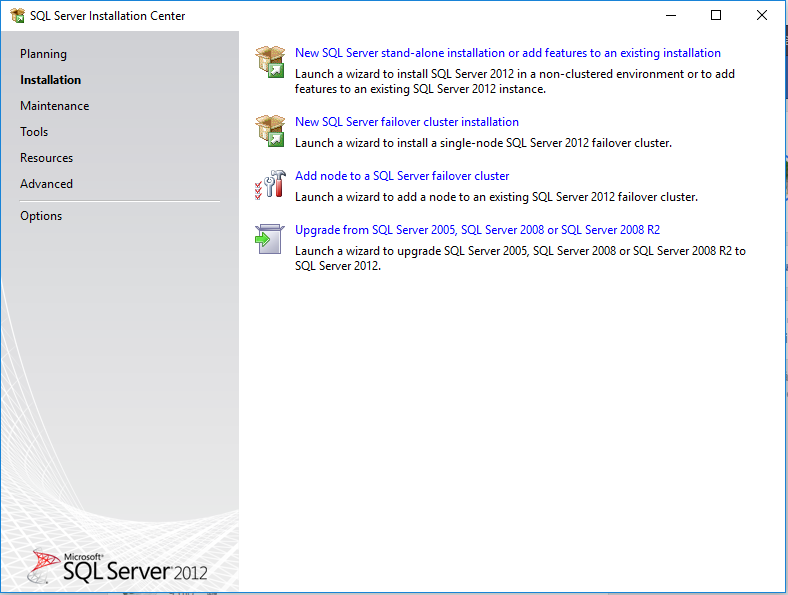 SQL Server Installation Center
Planning
Installation
Maintenance
Tools
Resources
Advanced
Options
New SQL Server stand-alone installation or add features to an existing installation
Launch a wizard to install SQL Server 2012 in a non-clustered environment or to add
features to an existing SQL Server 2012 instance.
New SQL Server failover cluster installation
Launch a wizard to install a single-node SQL Server 2012 failover cluster.
Add node to a SQL Server failover cluster
Launch a wizard to add a node to an existing SQL Server 2012 failover cluster.
Upgrade from SQL Server 2005, SQL Server 2008 or SQL Server 2008 R2
Launch a wizard to upgrade SQL Server 2005, SQL Server 2008 or SQL Server 2008 R2 to
SQL Server 2012.
Microsoft®
SQL Server 2012